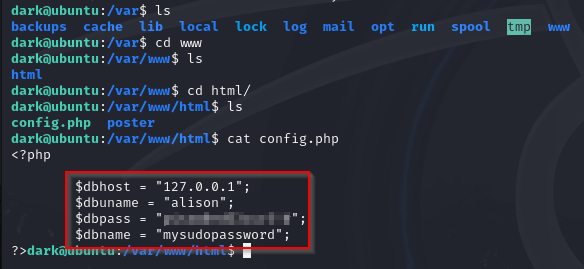 dark@ubuntu:/var$ ls
backups cache lib local lock log mail opt run spool tmp www
dark@ubuntu:/var$ cd www
dark@ubuntu:/var/www$ ls
html
dark@ubuntu:/var/www$ cd html/
dark@ubuntu:/var/www/html$ ls
config.php poster
dark@ubuntu:/var/www/html$ cat config.php
<?php
$dbhost = "127.0.0.1";
$dbuname = "alison";
$dbpass = "";
$dbname = "mysudopassword";
?>dark@ubuntu:/var/www/html$